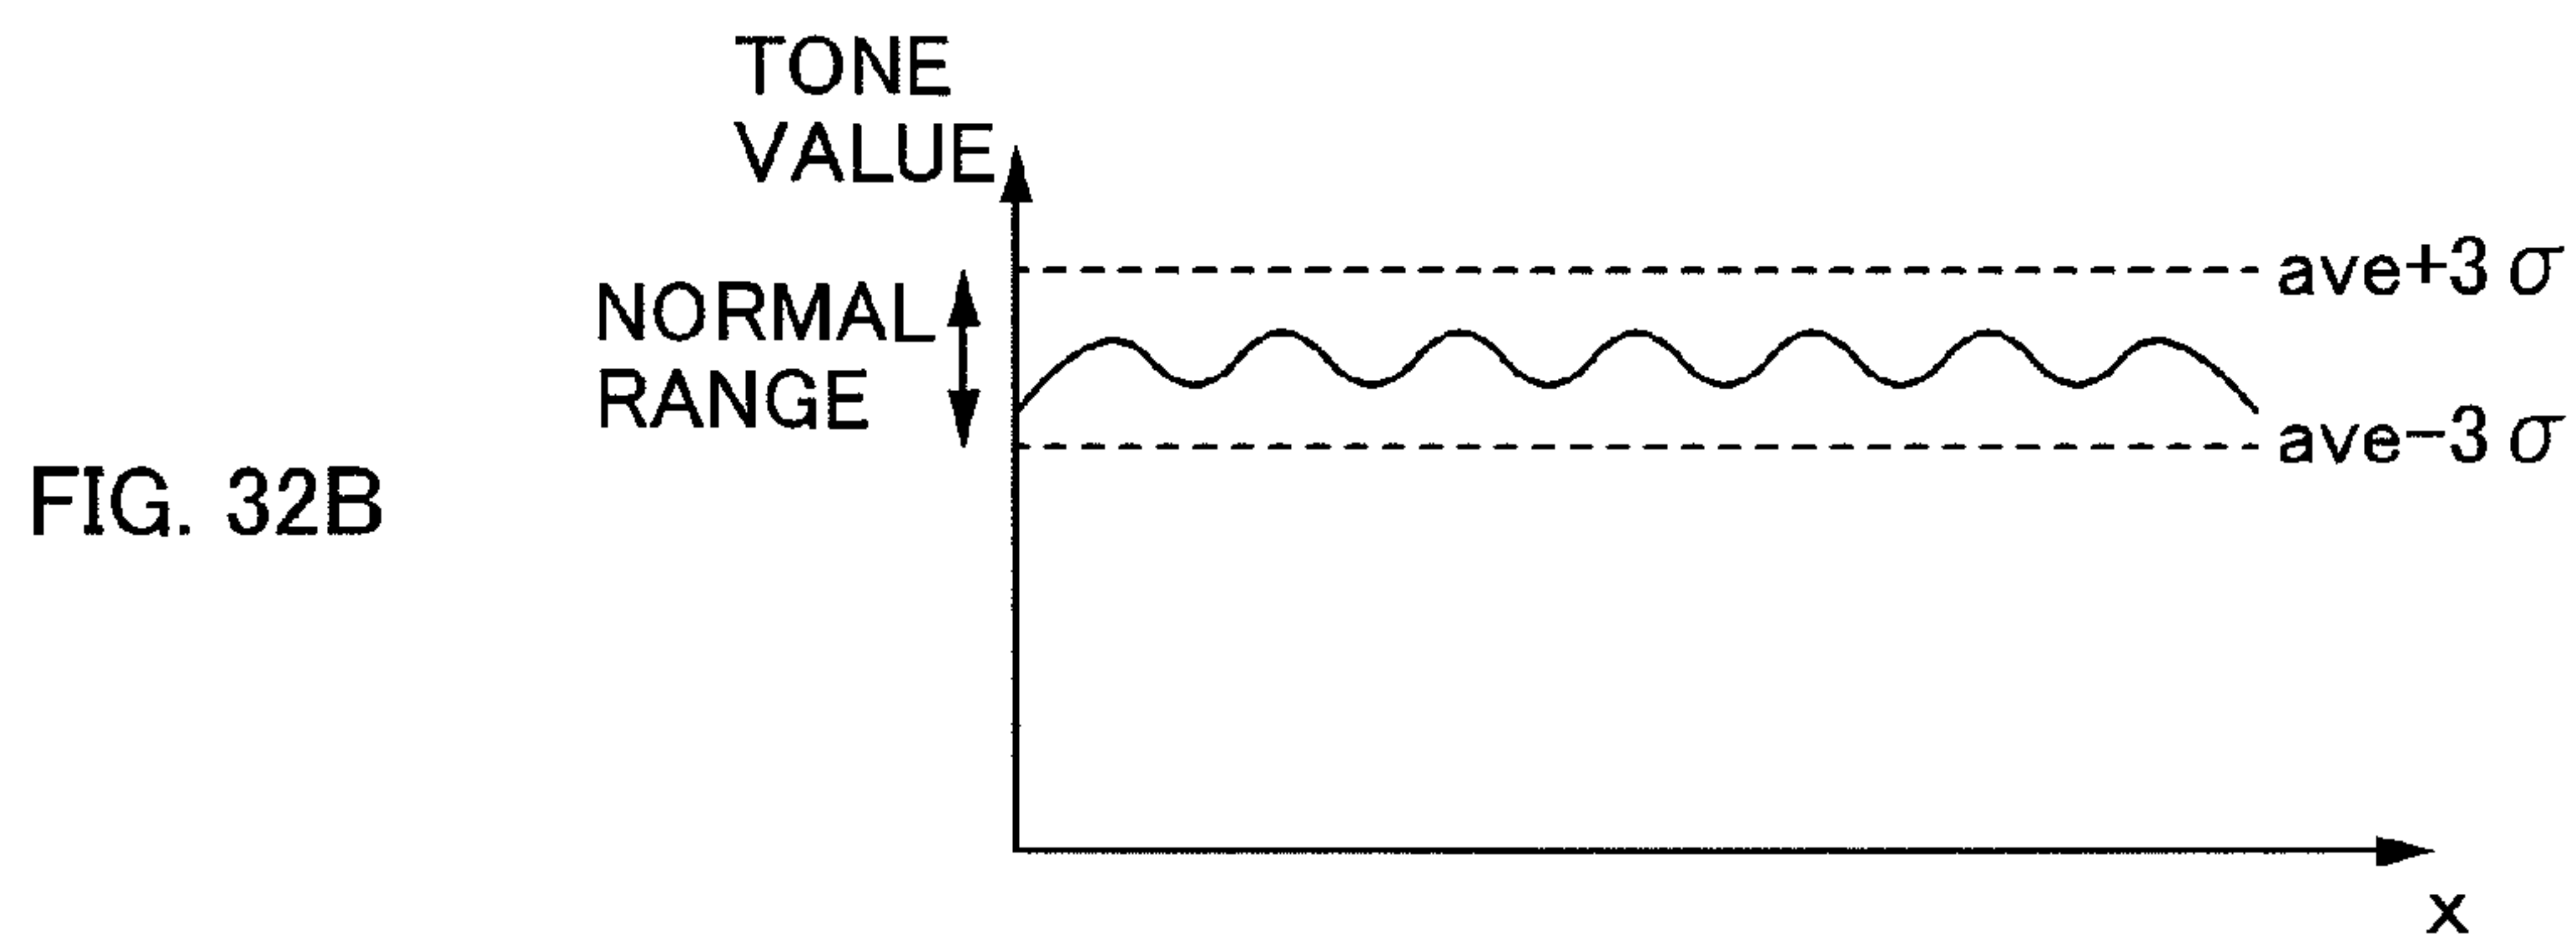 TONE
VALUE
ave+3σ
NORMAL
RANGE
ave−3σ
FIG. 32B
x